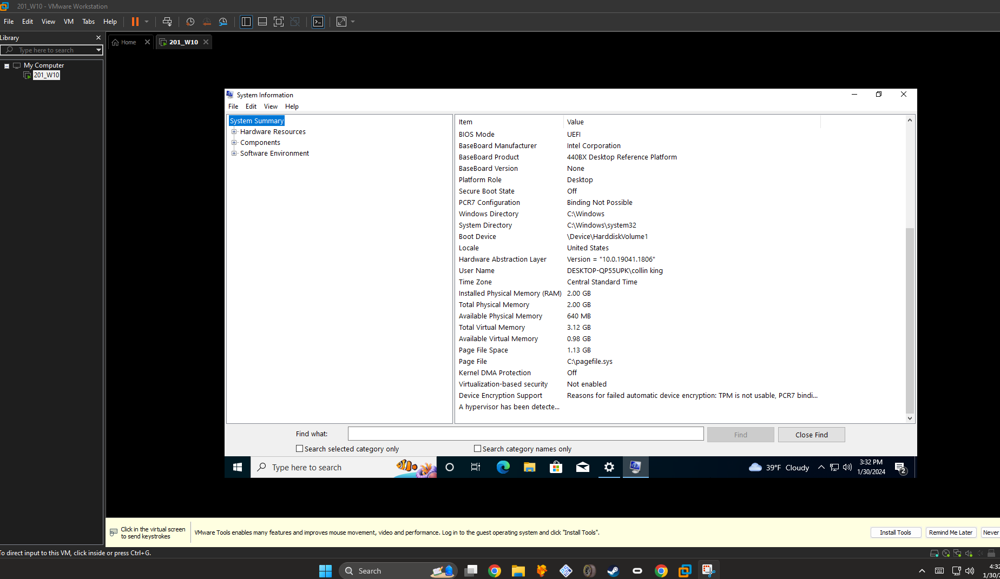 201_W10 - VMware Workstation
File Edit View VM Tabs Help
Library
Type here to search
My Computer
201_W10
Home
201_W10
System Information
File Edit View Help
System Summary
Hardware Resources
Components
Software Environment
Item Value
BIOS Mode UEFI
BaseBoard Manufacturer Intel Corporation
BaseBoard Product 440BX Desktop Reference Platform
BaseBoard Version None
Platform Role Desktop
Secure Boot State Off
PCR7 Configuration Binding Not Possible
Windows Directory C:\Windows
System Directory C:\Windows\system32
Boot Device \Device\HarddiskVolume1
Locale United States
Hardware Abstraction Layer Version = "10.0.19041.1806"
User Name DESKTOP-QP55UPK\collin king
Time Zone Central Standard Time
Installed Physical Memory (RAM) 2.00 GB
Total Physical Memory 2.00 GB
Available Physical Memory 640 MB
Total Virtual Memory 3.12 GB
Available Virtual Memory 0.98 GB
Page File Space 1.13 GB
Page File C:\pagefile.sys
Kernel DMA Protection Off
Virtualization-based security Not enabled
Device Encryption Support Reasons for failed automatic device encryption: TPM is not usable, PCR7 bindi...
A hypervisor has been detecte...
Find what: Find Close Find
Search selected category only Search category names only
Type here to search
39°F Cloudy
3:32 PM
1/30/2024
2
Click in the virtual screen
to send keystrokes
VMware Tools enables many features and improves mouse movement, video and performance. Log in to the guest operating system and click "Install Tools".
Install Tools Remind Me Later Never
To direct input to this VM, click inside or press Ctrl+G.
Search
4:32
1/30/